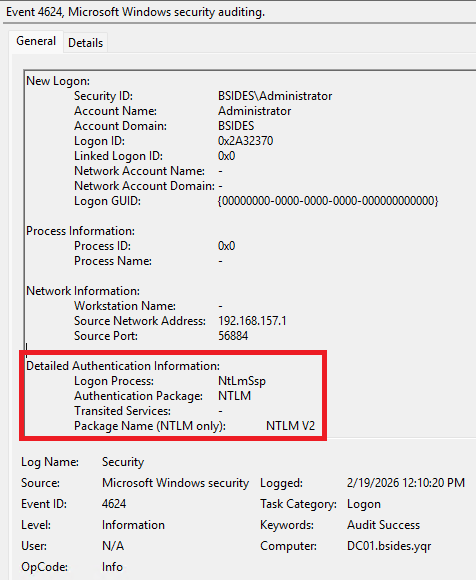 Event 4624, Microsoft Windows security auditing.
General Details
New Logon:
Security ID: BSIDES\Administrator
Account Name: Administrator
Account Domain: BSIDES
Logon ID: 0x2A32370
Linked Logon ID: 0x0
Network Account Name: -
Network Account Domain: -
Logon GUID: {00000000-0000-0000-0000-000000000000}
Process Information:
Process ID: 0x0
Process Name: -
Network Information:
Workstation Name: -
Source Network Address: 192.168.157.1
Source Port: 56884
Detailed Authentication Information:
Logon Process: NtLmSsp
Authentication Package: NTLM
Transited Services: -
Package Name (NTLM only): NTLM V2
Log Name: Security
Source: Microsoft Windows security Logged: 2/19/2026 12:10:20 PM
Event ID: 4624 Task Category: Logon
Level: Information Keywords: Audit Success
User: N/A Computer: DC01.bsides.yqr
OpCode: Info